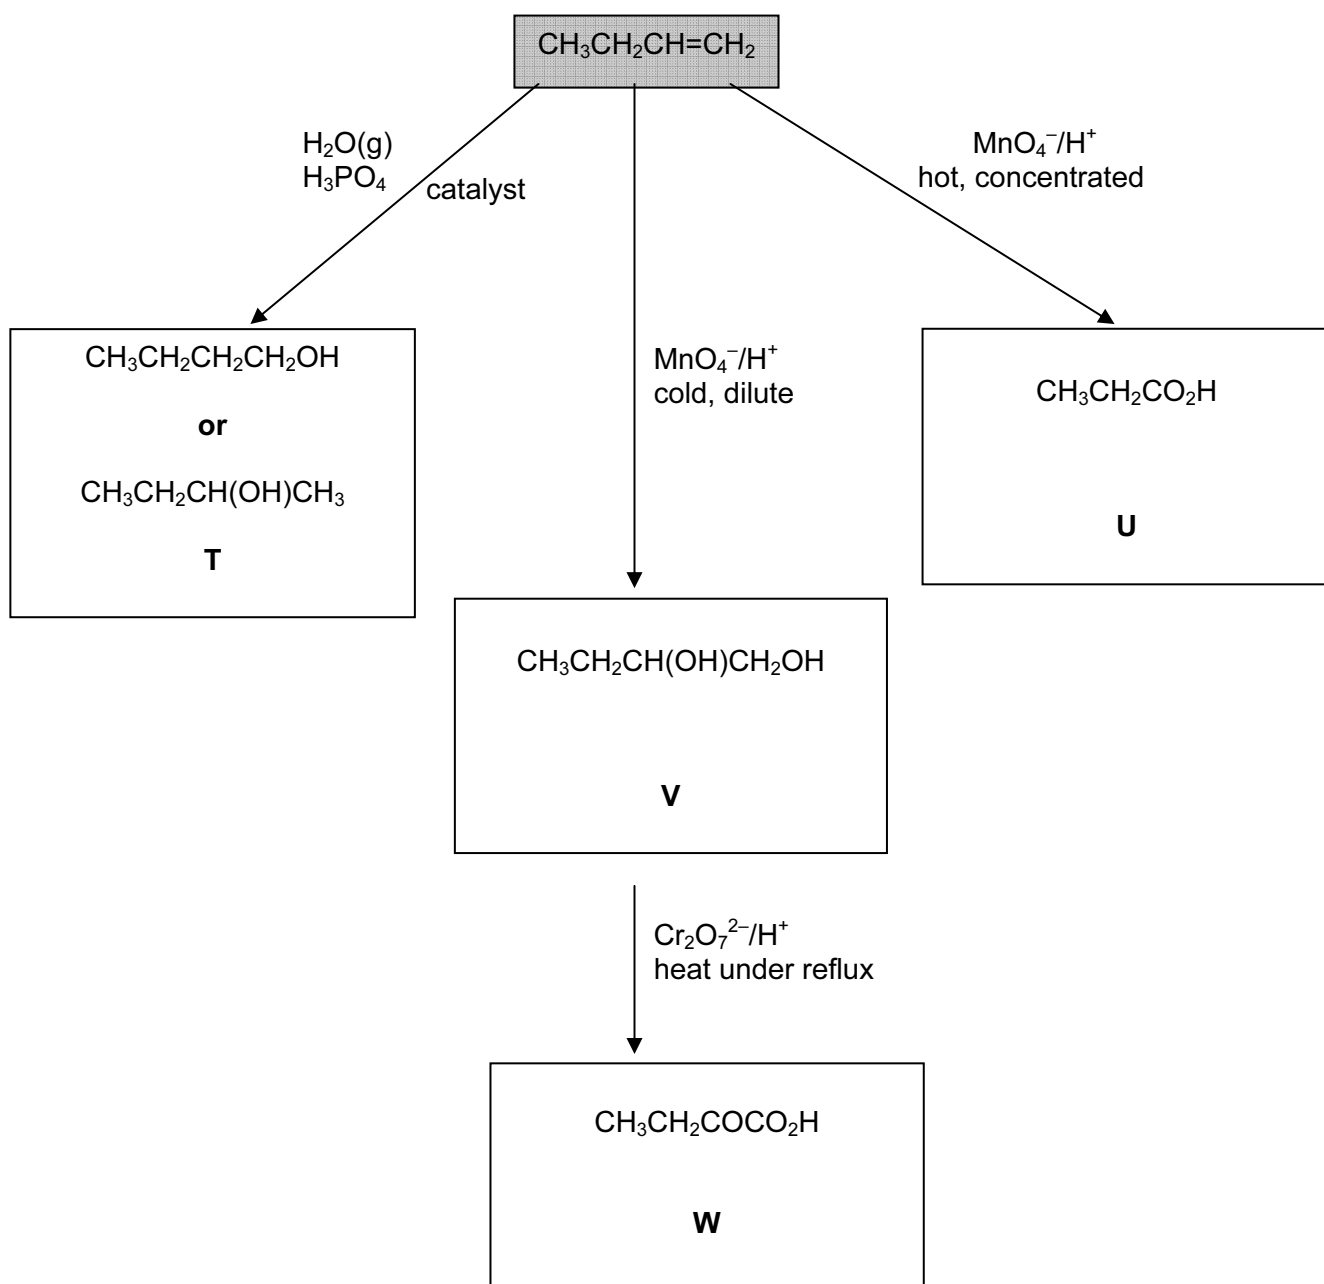 CH₃CH₂CH=CH₂
H₂O(g)
H₃PO₄
catalyst
MnO₄⁻/H⁺
hot, concentrated
CH₃CH₂CH₂CH₂OH
or
CH₃CH₂CH(OH)CH₃
T
MnO₄⁻/H⁺
cold, dilute
CH₃CH₂CO₂H
U
CH₃CH₂CH(OH)CH₂OH
V
Cr₂O₇²⁻/H⁺
heat under reflux
CH₃CH₂COCO₂H
W